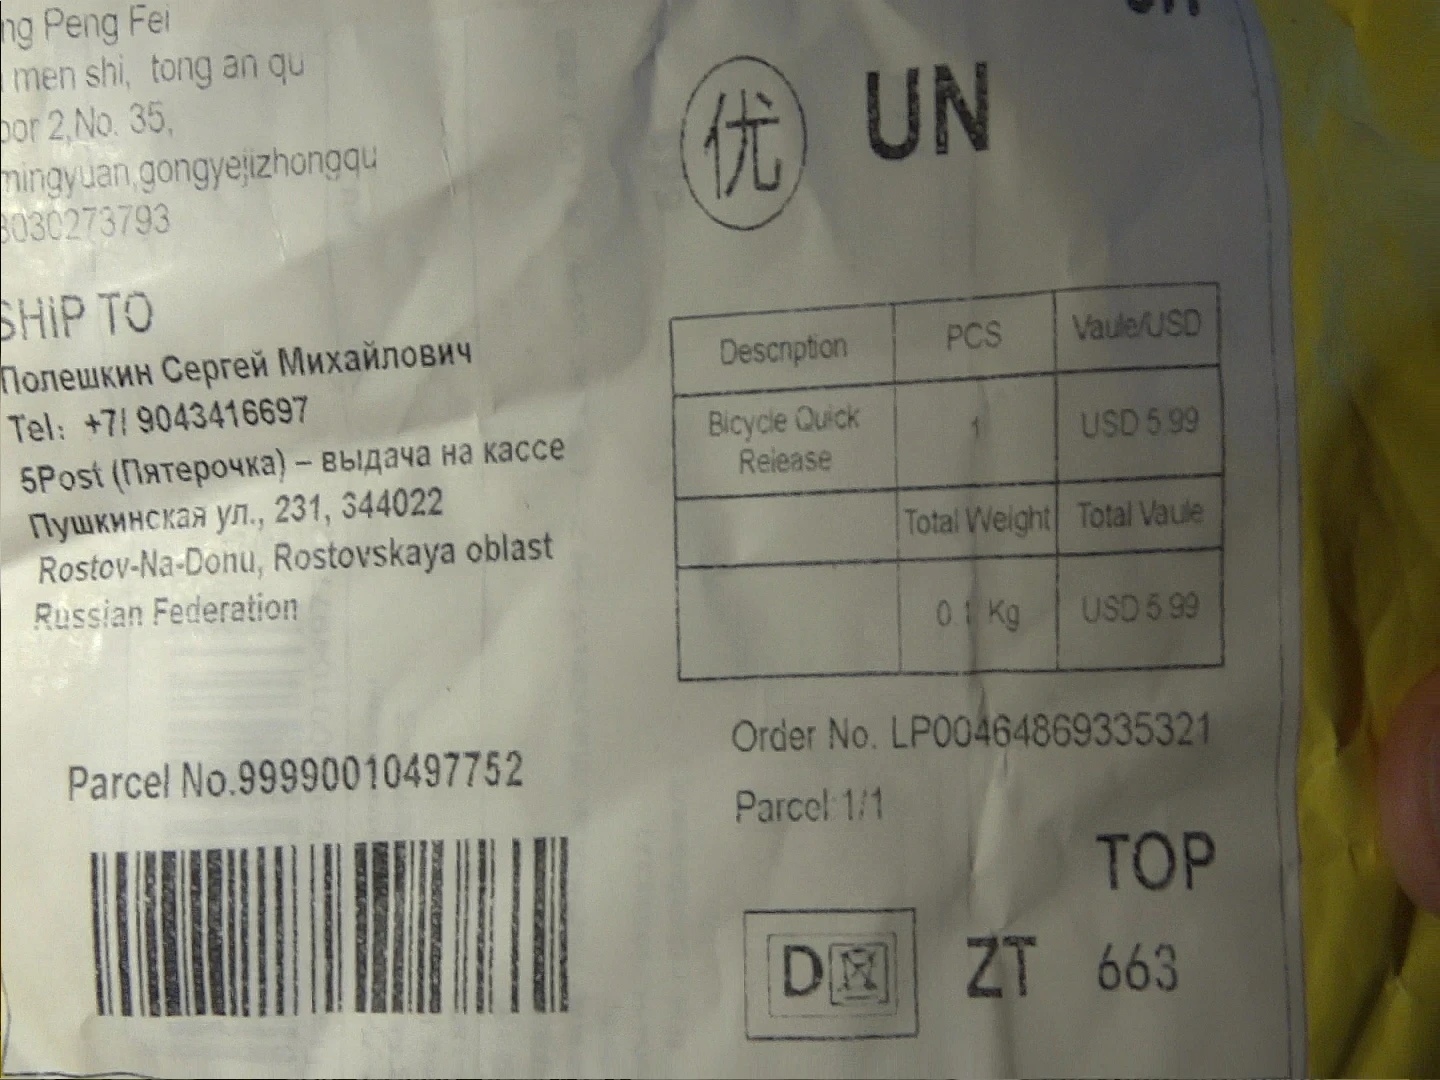 Peng Fei
men shi, tong an qu
2,No. 35,
mingyuan,gongyejizhongqu
3030273793
SHiP TO
Полешкин Сергей Михайлович
Tel: +7| 9043416697
5Post (Пятерочка) – выдача на кассе
Пушкинская ул., 231, 344022
Rostov-Na-Donu, Rostovskaya oblast
Russian Federation
Parcel No.99990010497752
优 UN
Description PCS Vaule/USD
Bicycle Quick Release 1 USD 5.99
Total Weight Total Vaule
0.1 Kg USD 5.99
Order No. LP00464869335321
Parcel 1/1
TOP
D ZT 663